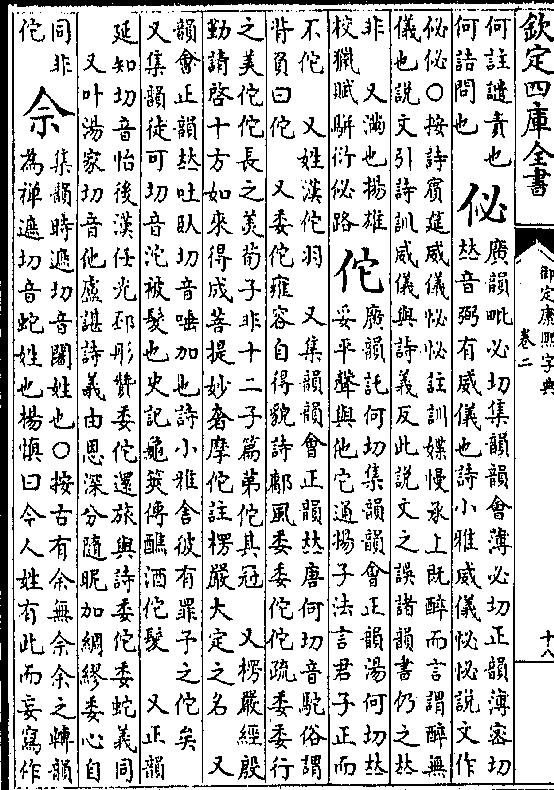 欽定四庫全書
御定康熙字典
卷二
十八
何註譴責也
何詰問也
佖
廣韻毗必切集韻韻會薄必切正韻薄密切
𠀤音弼有威儀也詩小雅威儀怭怭說文作
佖佖○按詩賔筵威儀怭怭註訓媟慢承上既醉而言謂醉無
儀也說文引詩訓威儀與詩義反此說文之誤諸韻書仍之𠀤
非　又滿也揚雄
校獵賦駢衍佖路
佗
廣韻託何切集韻韻會正韻湯何切𠀤
妥平聲與他它通揚子法言君子正而
不佗　又姓漢佗羽　又集韻韻會正韻𠀤唐何切音駝俗謂
背負曰佗　又委佗雍容自得貌詩鄘風委委佗佗疏委委行
之美佗佗長之美荀子非十二子篇弟佗其冠　又楞嚴經殷
勤請啓十方如來得成菩提妙奢摩佗註楞嚴大定之名　又
韻會正韻𠀤吐臥切音唾加也詩小雅舍彼有罪予之佗矣
又集韻徒可切音沱被髮也史記龜筴傳醮酒佗髮　又正韻
延知切音怡後漢任光邳彤贊委佗還旅與詩委佗委蛇義同
又叶湯家切音他盧諶詩義由恩深分隨昵加綢繆委心自
同非
佗
佘
集韻時遮切音闍姓也○按古有余無佘余之轉韻
為禪遮切音蛇姓也楊慎曰今人姓有此而妄寫作